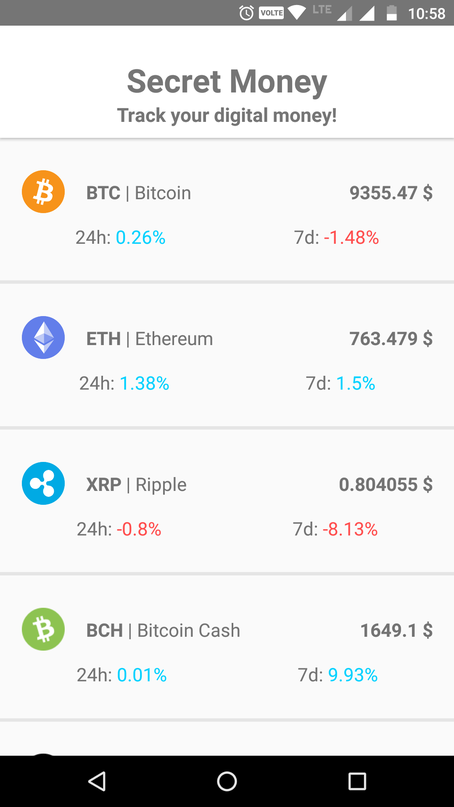 VOLTE LTE 10:58
Secret Money
Track your digital money!
BTC | Bitcoin 9355.47 $
24h: 0.26% 7d: -1.48%
ETH | Ethereum 763.479 $
24h: 1.38% 7d: 1.5%
XRP | Ripple 0.804055 $
24h: -0.8% 7d: -8.13%
BCH | Bitcoin Cash 1649.1 $
24h: 0.01% 7d: 9.93%